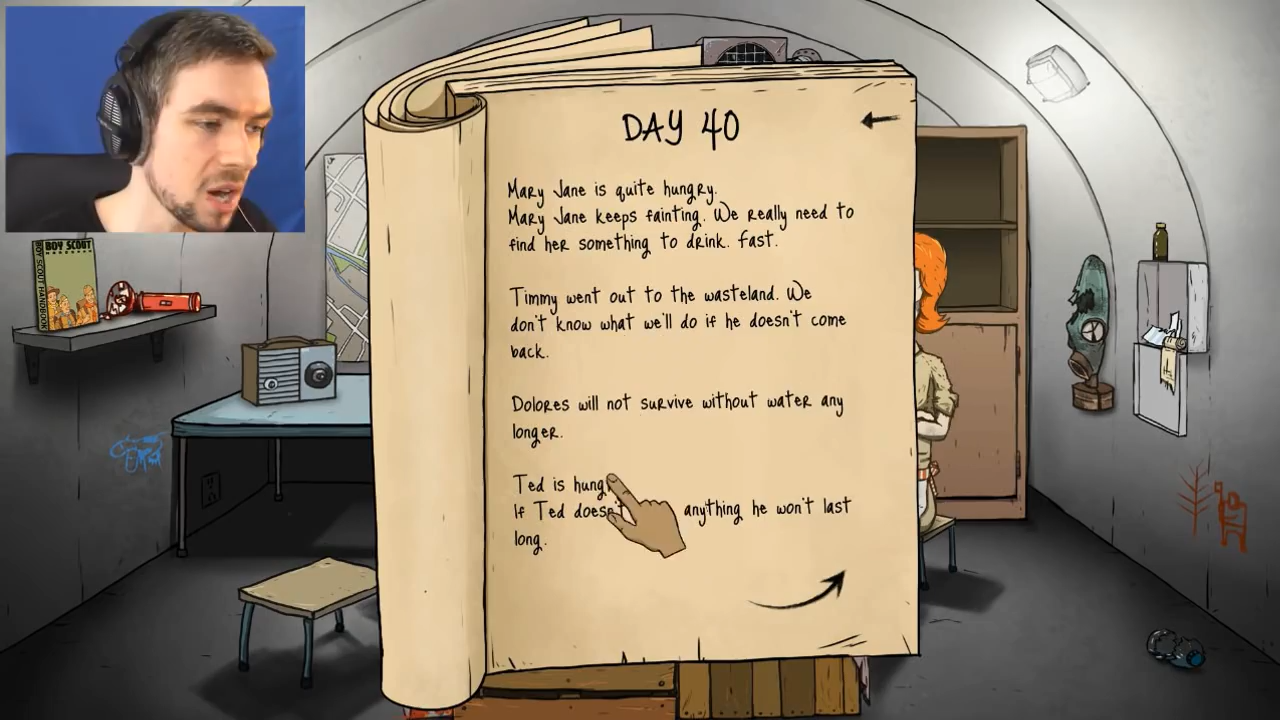 DAY 40
Mary Jane is quite hungry.
Mary Jane keeps fainting. We really need to
find her something to drink. Fast.
Timmy went out to the wasteland. We
don't know what we'll do if he doesn't come
back.
Dolores will not survive without water any
longer.
Ted is
If Ted anything he won't last
long.
BOY SCOUT
BOY SCOUT HANDBOOK